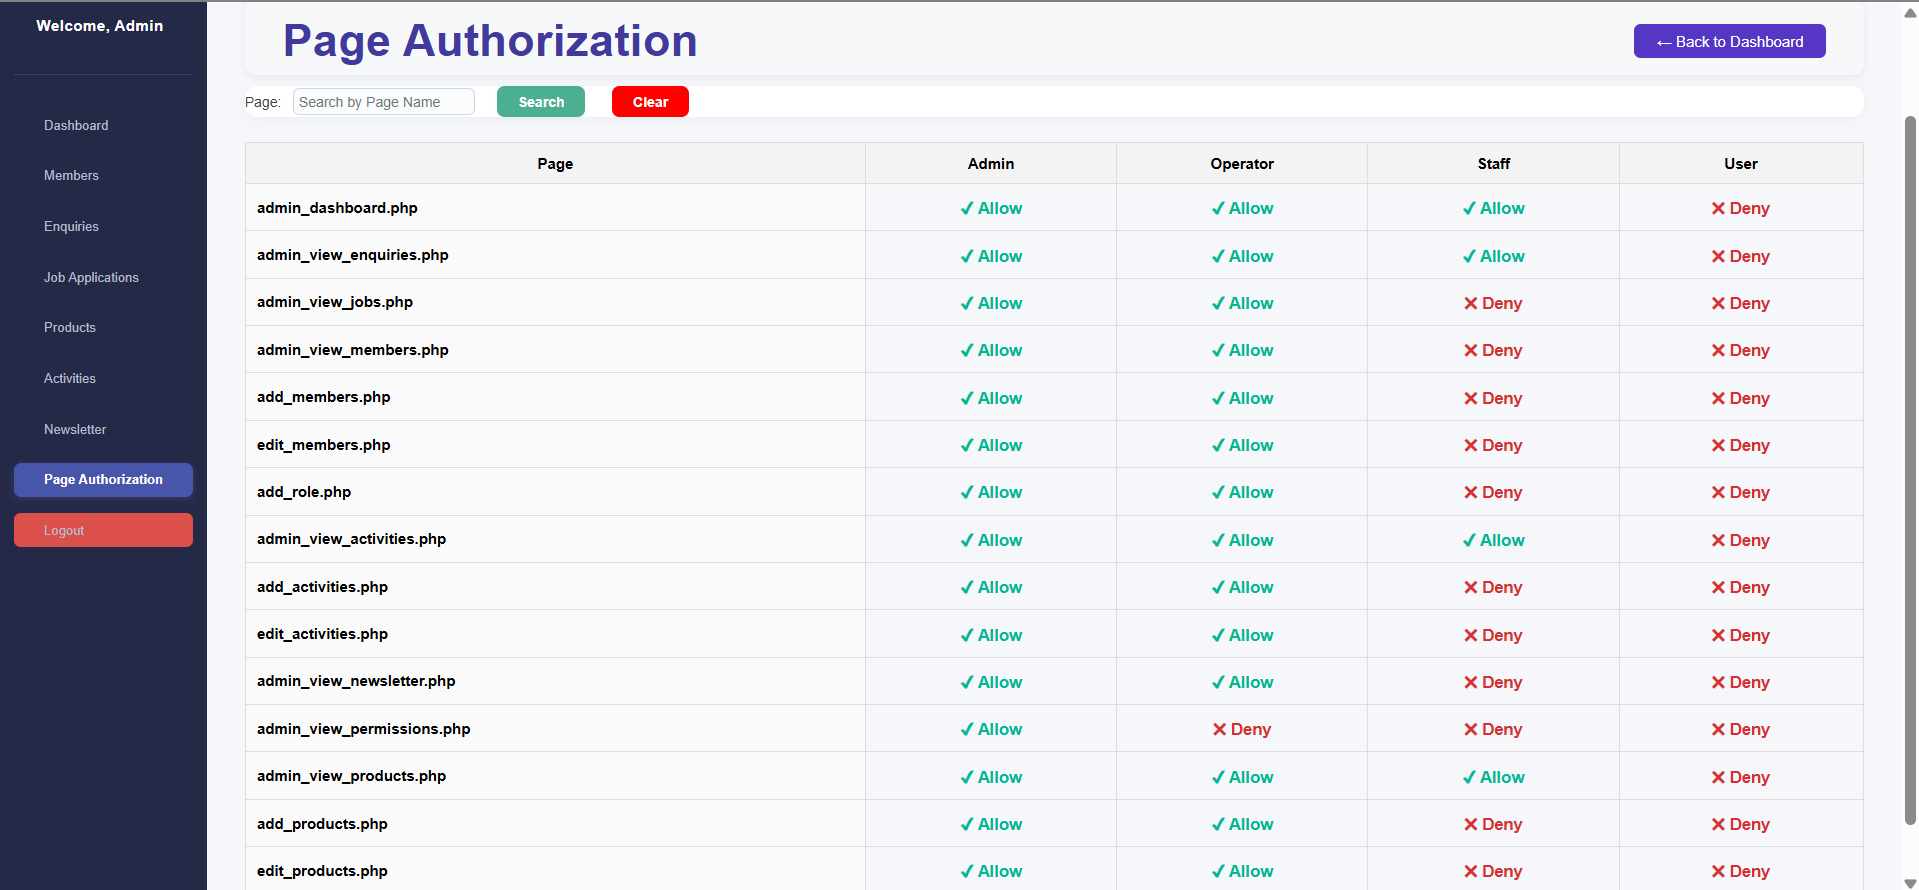 Welcome, Admin
Dashboard
Members
Enquiries
Job Applications
Products
Activities
Newsletter
Page Authorization
Logout
Page Authorization
← Back to Dashboard
Page: Search by Page Name Search Clear
Page Admin Operator Staff User
admin_dashboard.php ✔ Allow ✔ Allow ✔ Allow ✕ Deny
admin_view_enquiries.php ✔ Allow ✔ Allow ✔ Allow ✕ Deny
admin_view_jobs.php ✔ Allow ✔ Allow ✕ Deny ✕ Deny
admin_view_members.php ✔ Allow ✔ Allow ✕ Deny ✕ Deny
add_members.php ✔ Allow ✔ Allow ✕ Deny ✕ Deny
edit_members.php ✔ Allow ✔ Allow ✕ Deny ✕ Deny
add_role.php ✔ Allow ✔ Allow ✕ Deny ✕ Deny
admin_view_activities.php ✔ Allow ✔ Allow ✔ Allow ✕ Deny
add_activities.php ✔ Allow ✔ Allow ✕ Deny ✕ Deny
edit_activities.php ✔ Allow ✔ Allow ✕ Deny ✕ Deny
admin_view_newsletter.php ✔ Allow ✔ Allow ✕ Deny ✕ Deny
admin_view_permissions.php ✔ Allow ✕ Deny ✕ Deny ✕ Deny
admin_view_products.php ✔ Allow ✔ Allow ✔ Allow ✕ Deny
add_products.php ✔ Allow ✔ Allow ✕ Deny ✕ Deny
edit_products.php ✔ Allow ✔ Allow ✕ Deny ✕ Deny